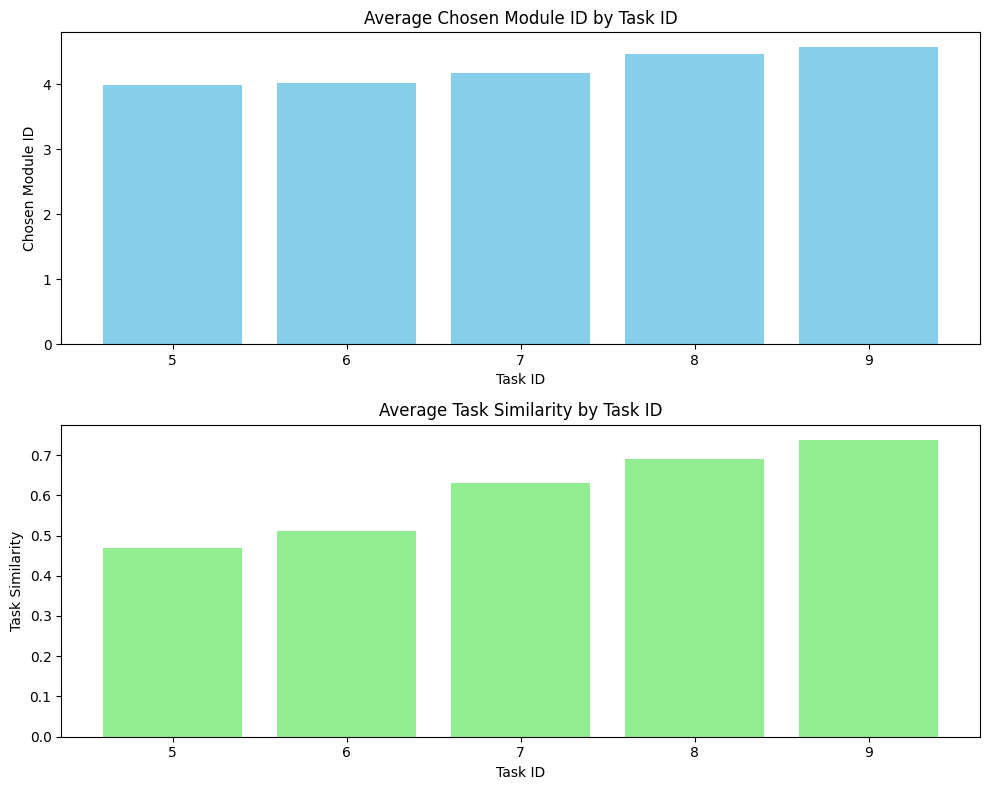 Average Chosen Module ID by Task ID
Chosen Module ID
4
3
2
1
0
5 6 7 8 9
Task ID
Average Task Similarity by Task ID
Task Similarity
0.7
0.6
0.5
0.4
0.3
0.2
0.1
0.0
5 6 7 8 9
Task ID